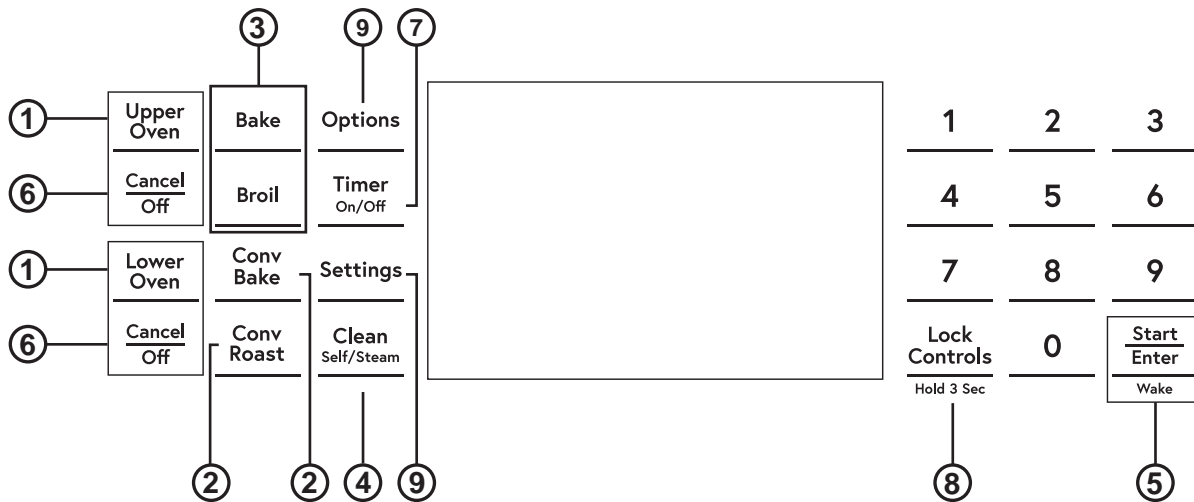 3 9 7
1 Upper Oven Bake Options 1 2 3
6 Cancel Off Broil Timer On/Off 4 5 6
1 Lower Oven Conv Bake Settings 7 8 9
6 Cancel Off Conv Roast Clean Self/Steam Lock Controls Hold 3 Sec 0 Start Enter Wake
2 2 4 9 8 5